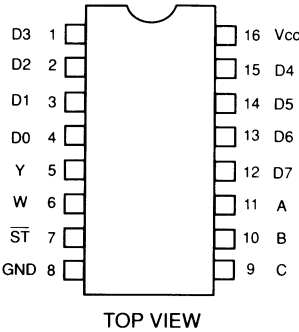 D3 1 16 Vcc
D2 2 15 D4
D1 3 14 D5
D0 4 13 D6
Y 5 12 D7
W 6 11 A
S̅T̅ 7 10 B
GND 8 9 C
TOP VIEW